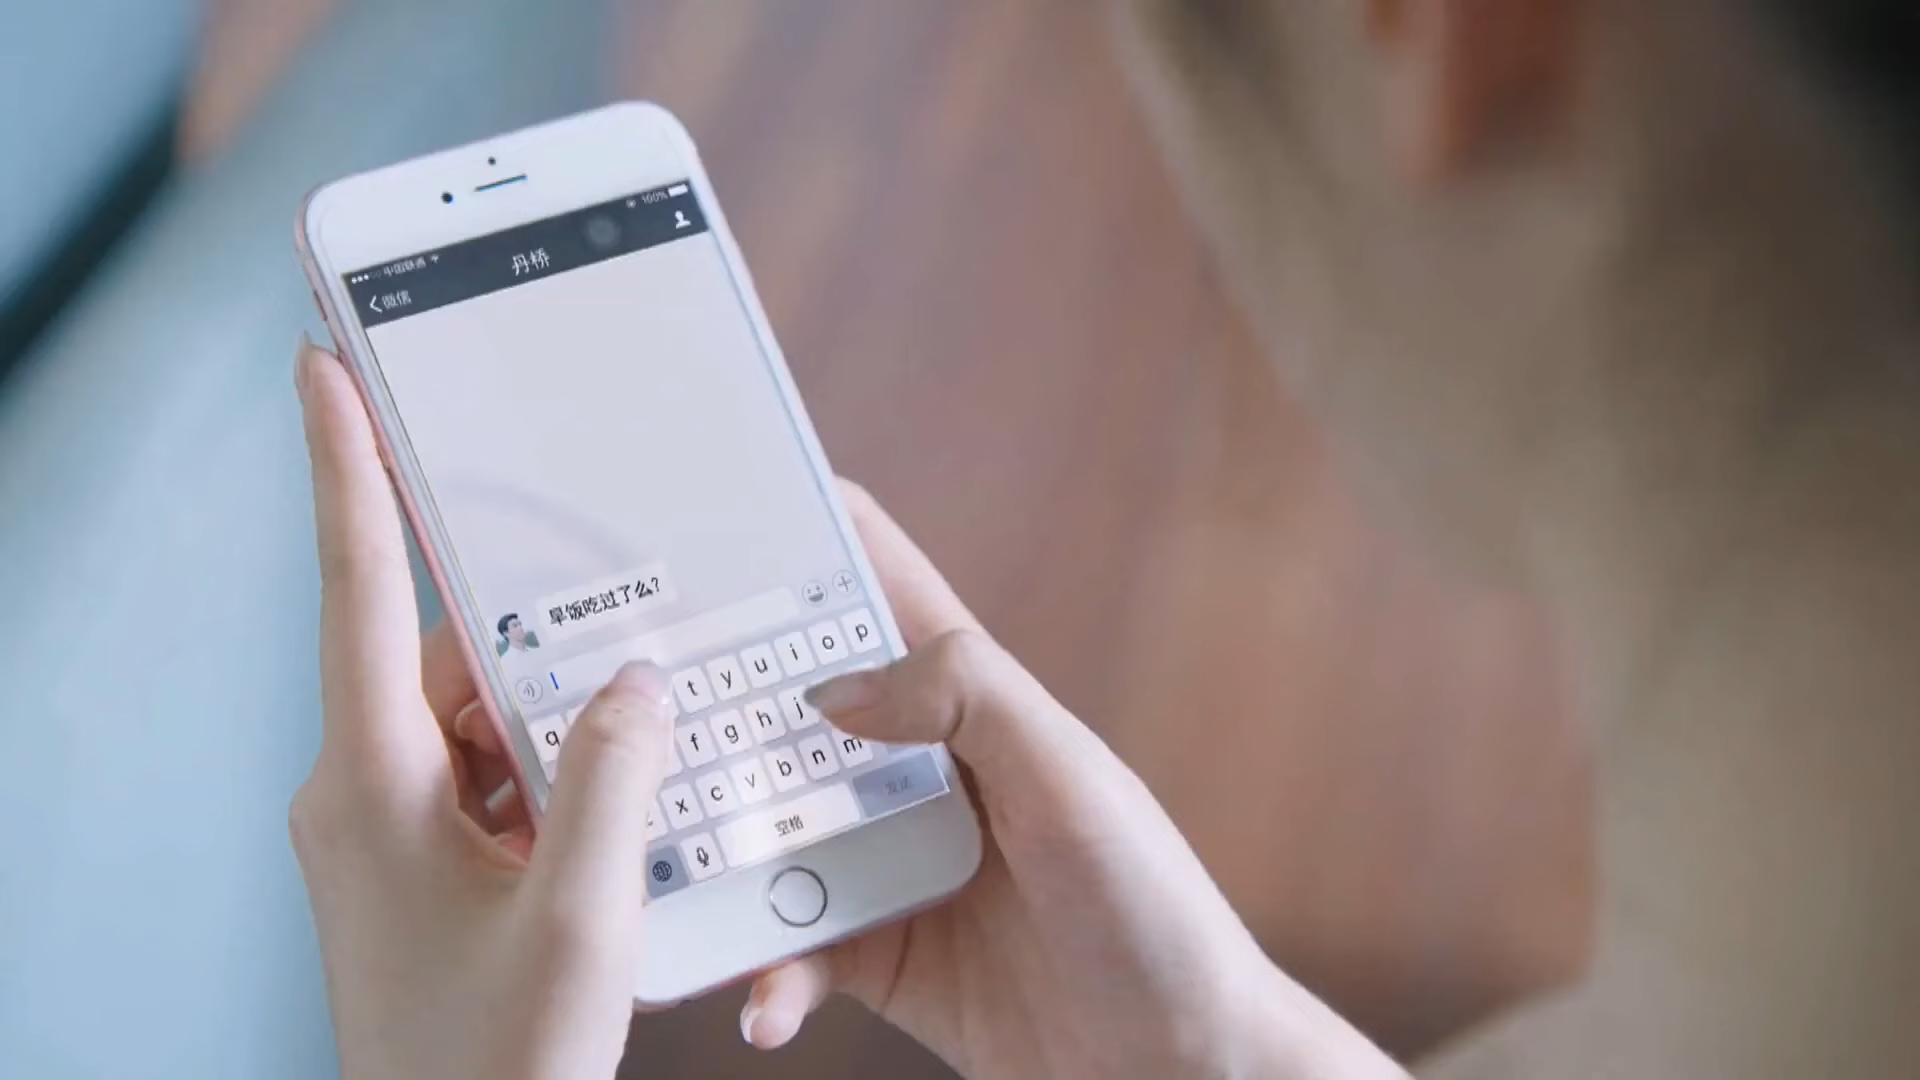 中国联通 100%
微信 丹桥
早饭吃过了么?
q t y u i o p
f g h j
x c v b n m
空格 发送